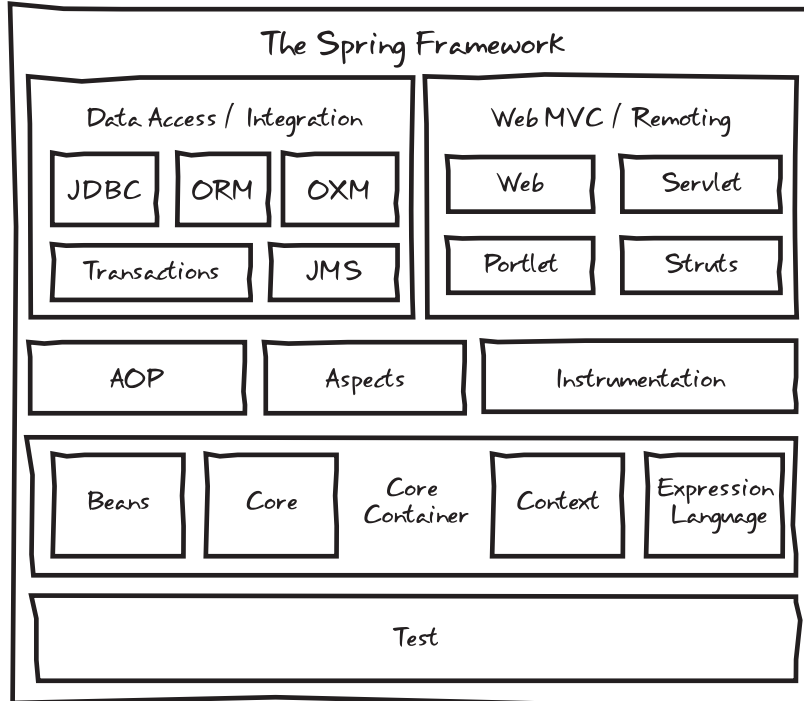 The Spring Framework
Data Access / Integration
JDBC
ORM
OXM
Transactions
JMS
Web MVC / Remoting
Web
Servlet
Portlet
Struts
AOP
Aspects
Instrumentation
Beans
Core
Core
Container
Context
Expression
Language
Test